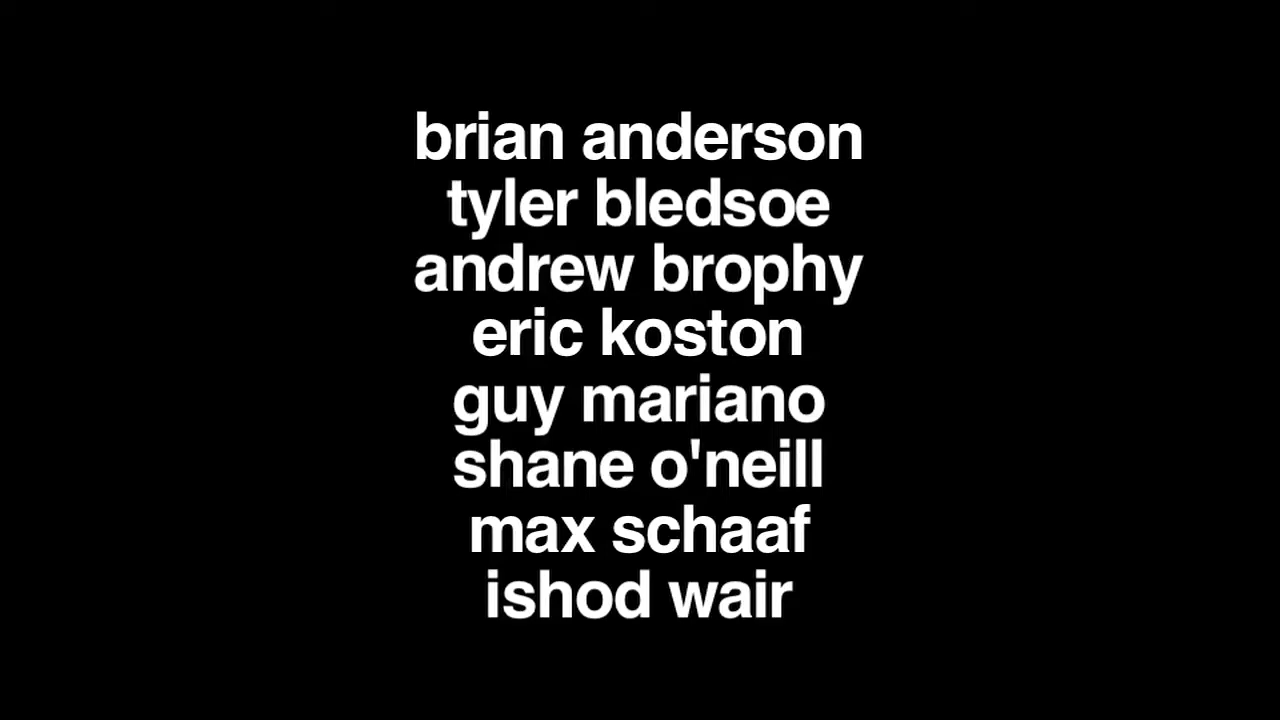 brian anderson
tyler bledsoe
andrew brophy
eric koston
guy mariano
shane o'neill
max schaaf
ishod wair